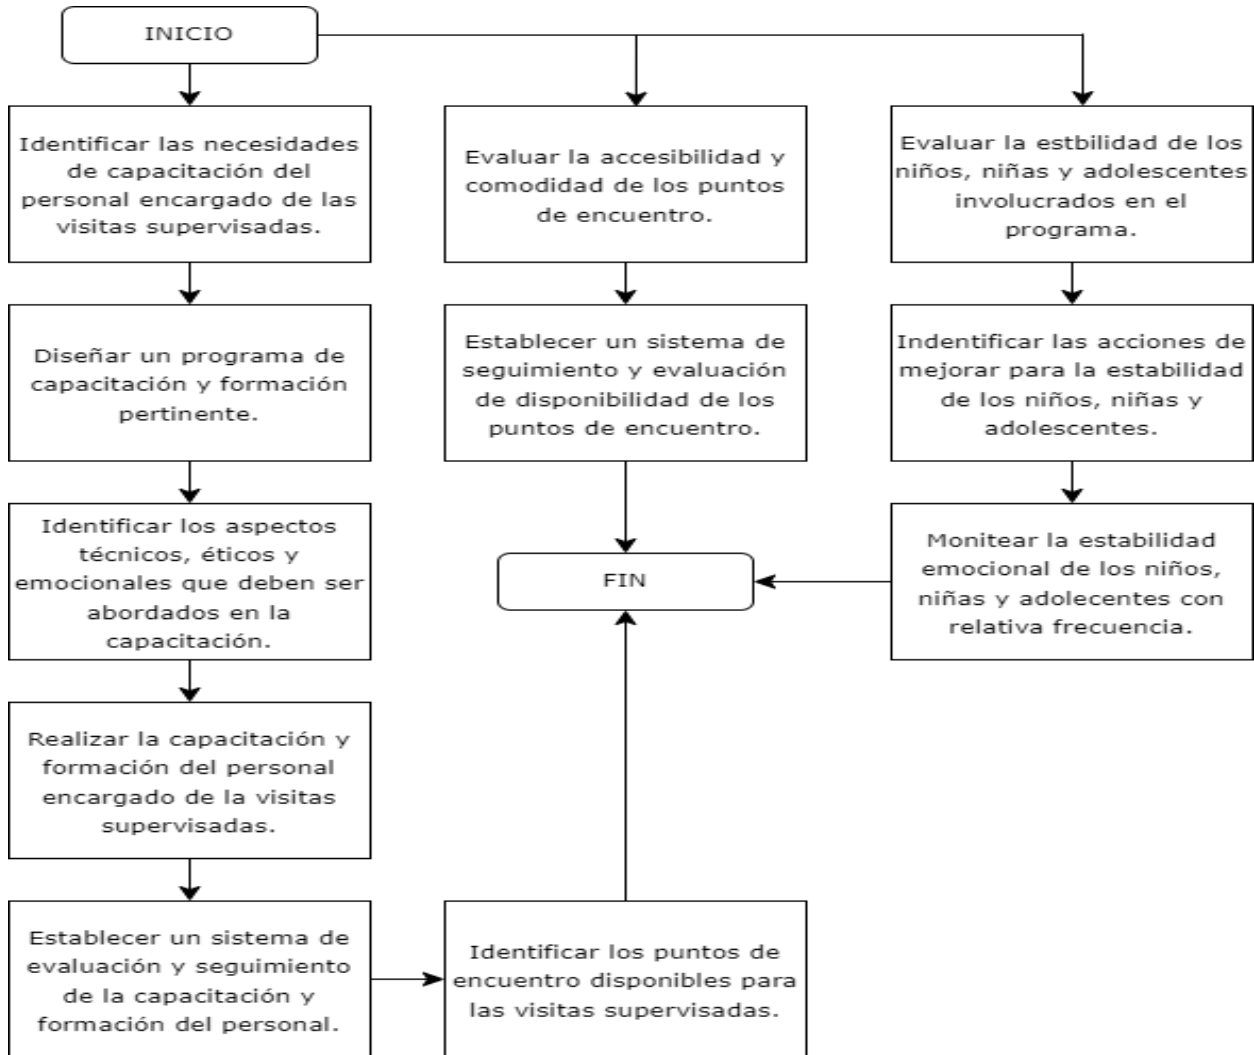 INICIO
Identificar las necesidades
de capacitación del
personal encargado de las
visitas supervisadas.
Diseñar un programa de
capacitación y formación
pertinente.
Identificar los aspectos
técnicos, éticos y
emocionales que deben ser
abordados en la
capacitación.
Realizar la capacitación y
formación del personal
encargado de la visitas
supervisadas.
Establecer un sistema de
evaluación y seguimiento
de la capacitación y
formación del personal.
Identificar los puntos de
encuentro disponibles para
las visitas supervisadas.
Evaluar la accesibilidad y
comodidad de los puntos
de encuentro.
Establecer un sistema de
seguimiento y evaluación
de disponibilidad de los
puntos de encuentro.
FIN
Evaluar la estbilidad de los
niños, niñas y adolescentes
involucrados en el
programa.
Indentificar las acciones de
mejorar para la estabilidad
de los niños, niñas y
adolescentes.
Monitear la estabilidad
emocional de los niños,
niñas y adolecentes con
relativa frecuencia.